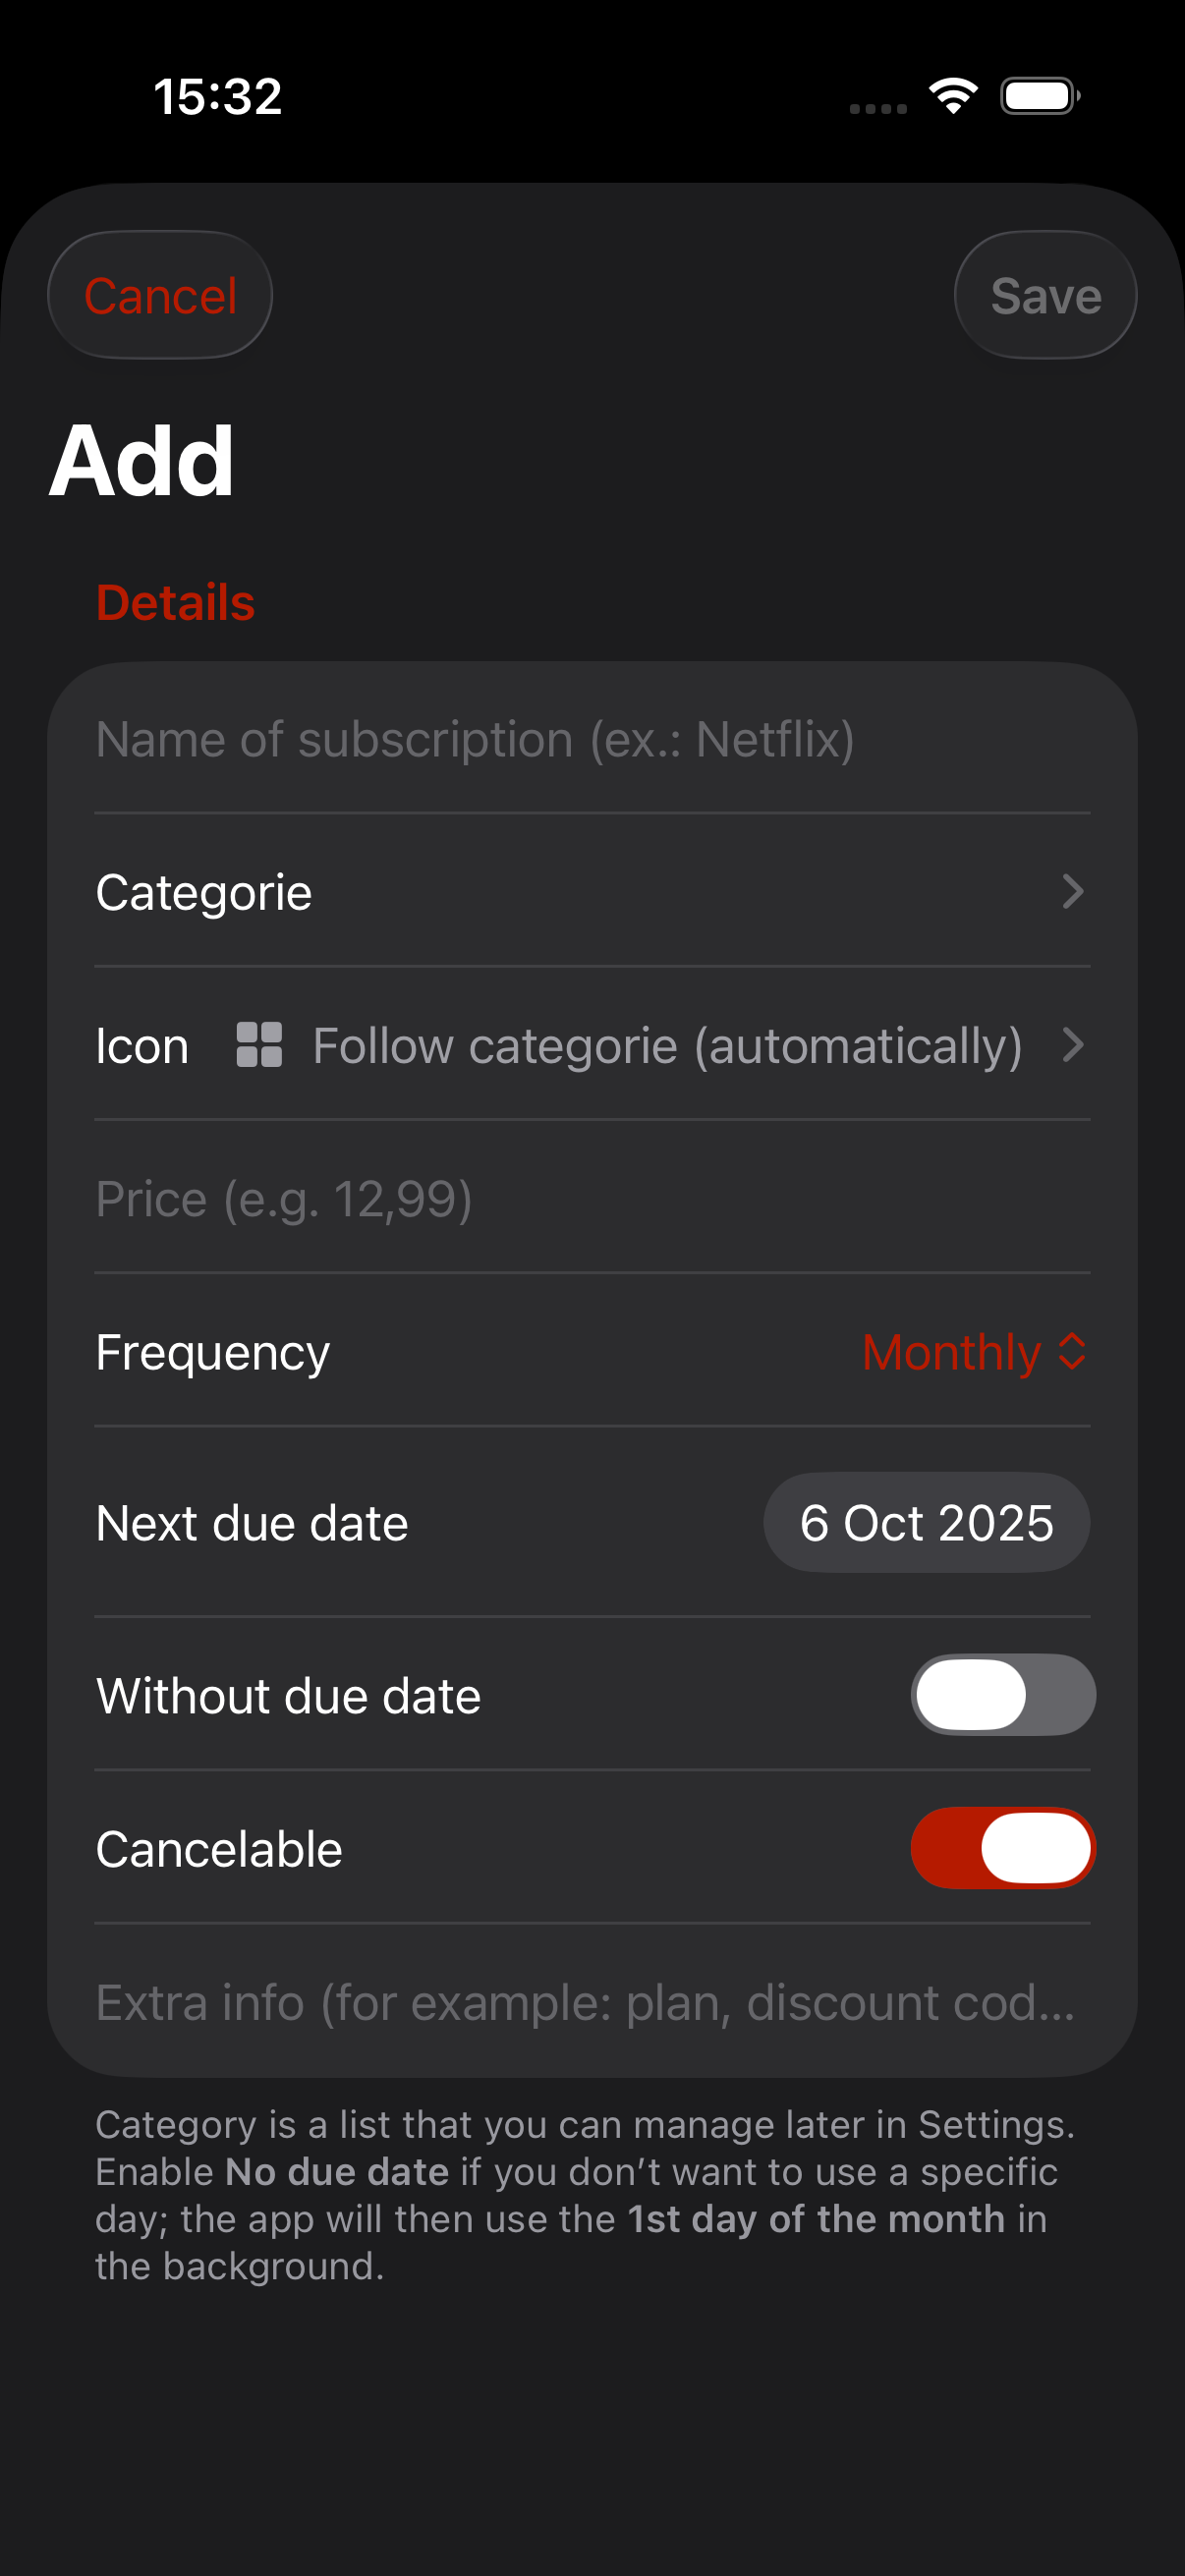 15:32
Cancel
Save
Add
Details
Name of subscription (ex.: Netflix)
Categorie
Icon Follow categorie (automatically)
Price (e.g. 12,99)
Frequency Monthly
Next due date 6 Oct 2025
Without due date
Cancelable
Extra info (for example: plan, discount cod...
Category is a list that you can manage later in Settings.
Enable No due date if you don’t want to use a specific
day; the app will then use the 1st day of the month in
the background.